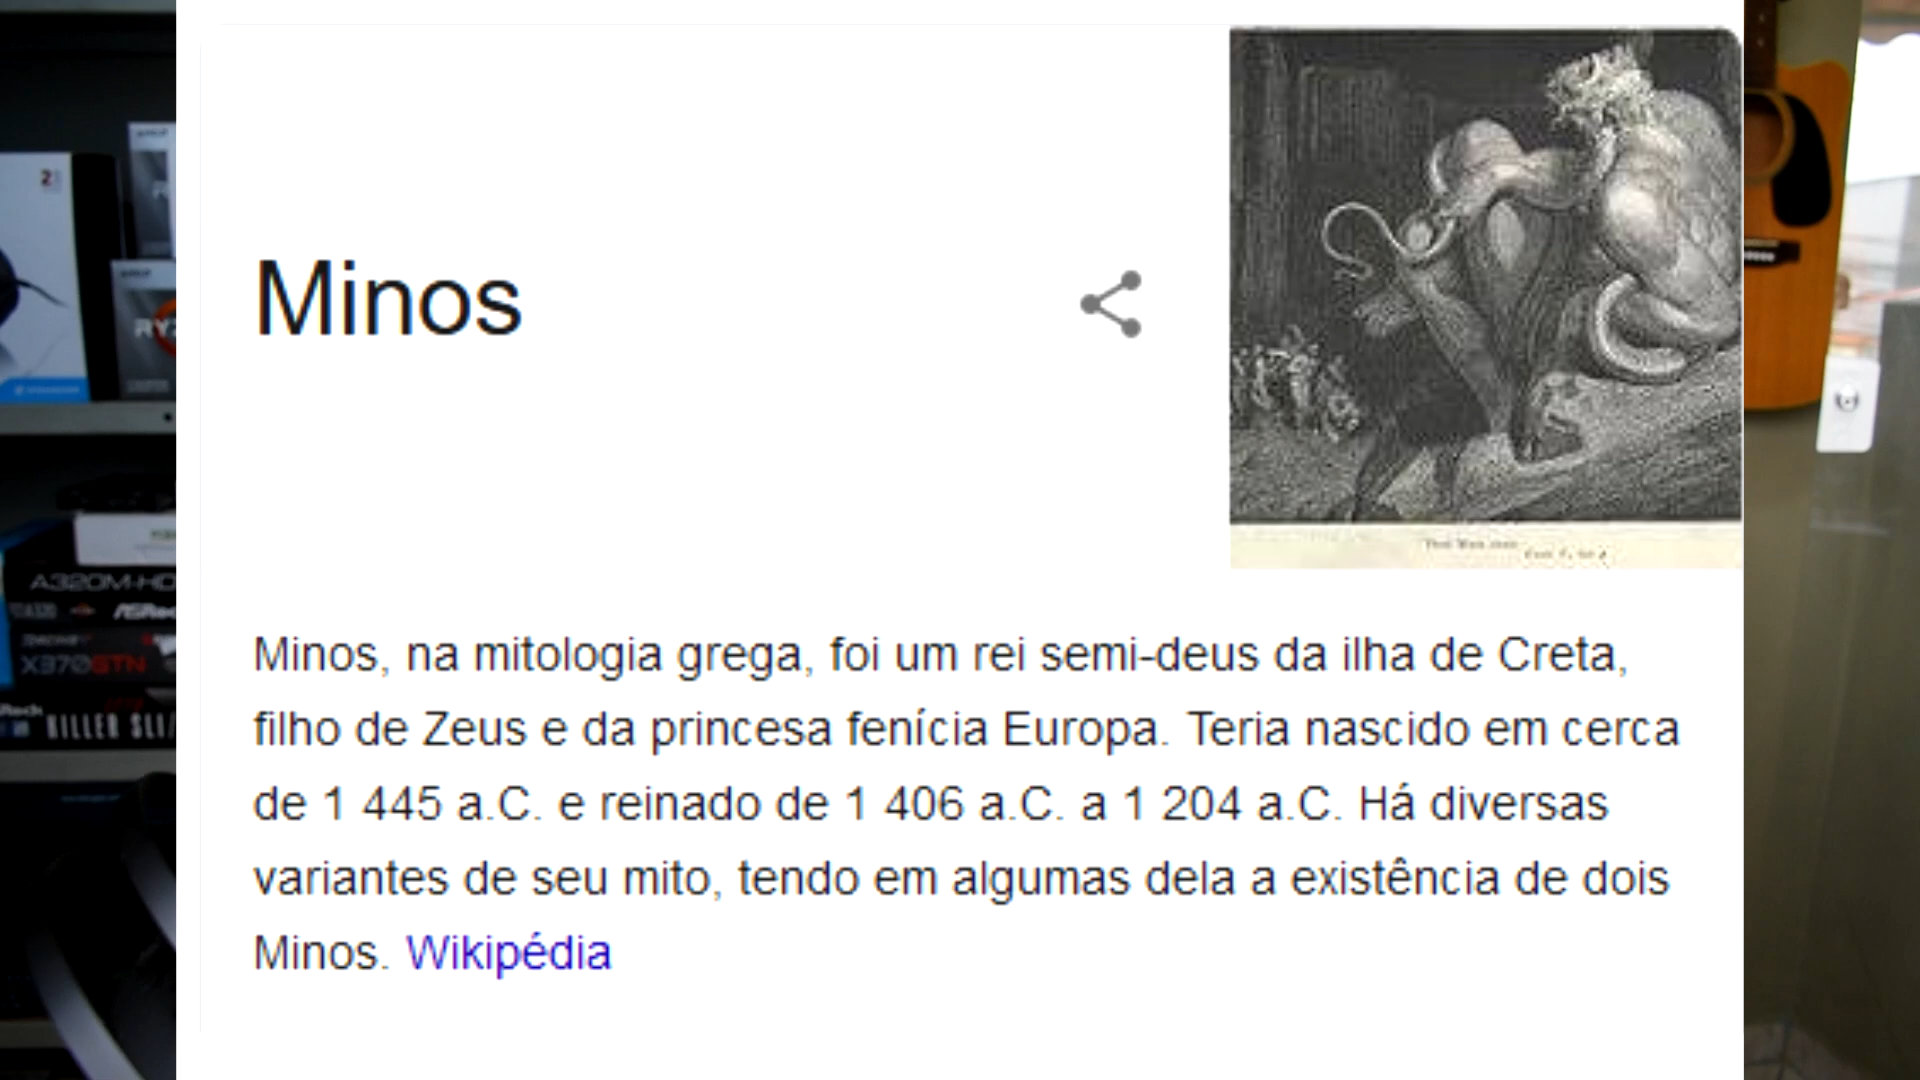 Minos
Minos, na mitologia grega, foi um rei semi-deus da ilha de Creta,
filho de Zeus e da princesa fenícia Europa. Teria nascido em cerca
de 1 445 a.C. e reinado de 1 406 a.C. a 1 204 a.C. Há diversas
variantes de seu mito, tendo em algumas dela a existência de dois
Minos. Wikipédia
A320M-HD
X370GTN
KILLER SLI/